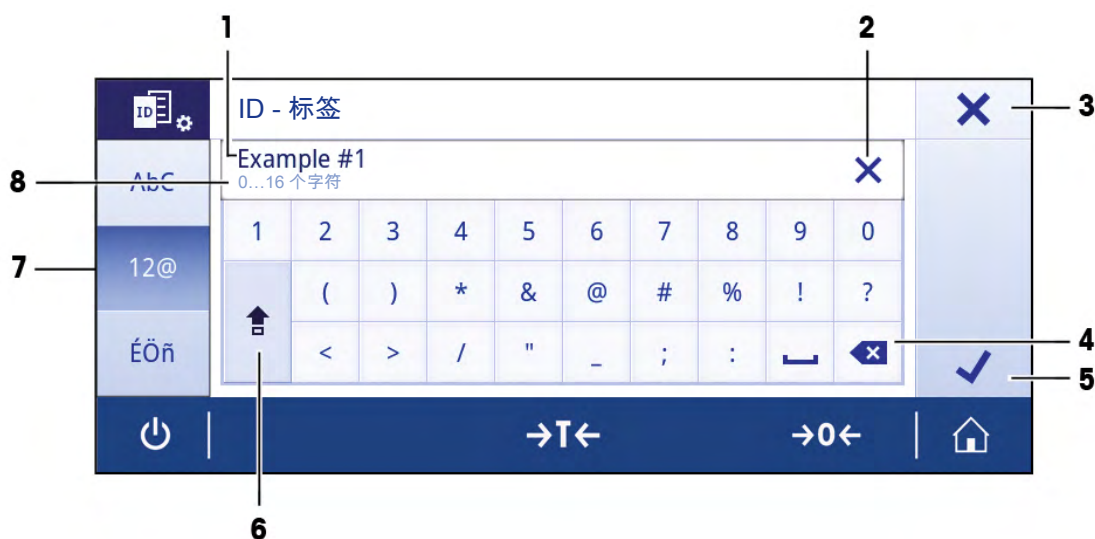 1 2
ID ID - 标签 3
Example #1
8 AbC 0...16 个字符
1 2 3 4 5 6 7 8 9 0
7 12@
( ) * & @ # % ! ?
ÉÖñ < > / " _ ; : 4
5
→T← →0←
6